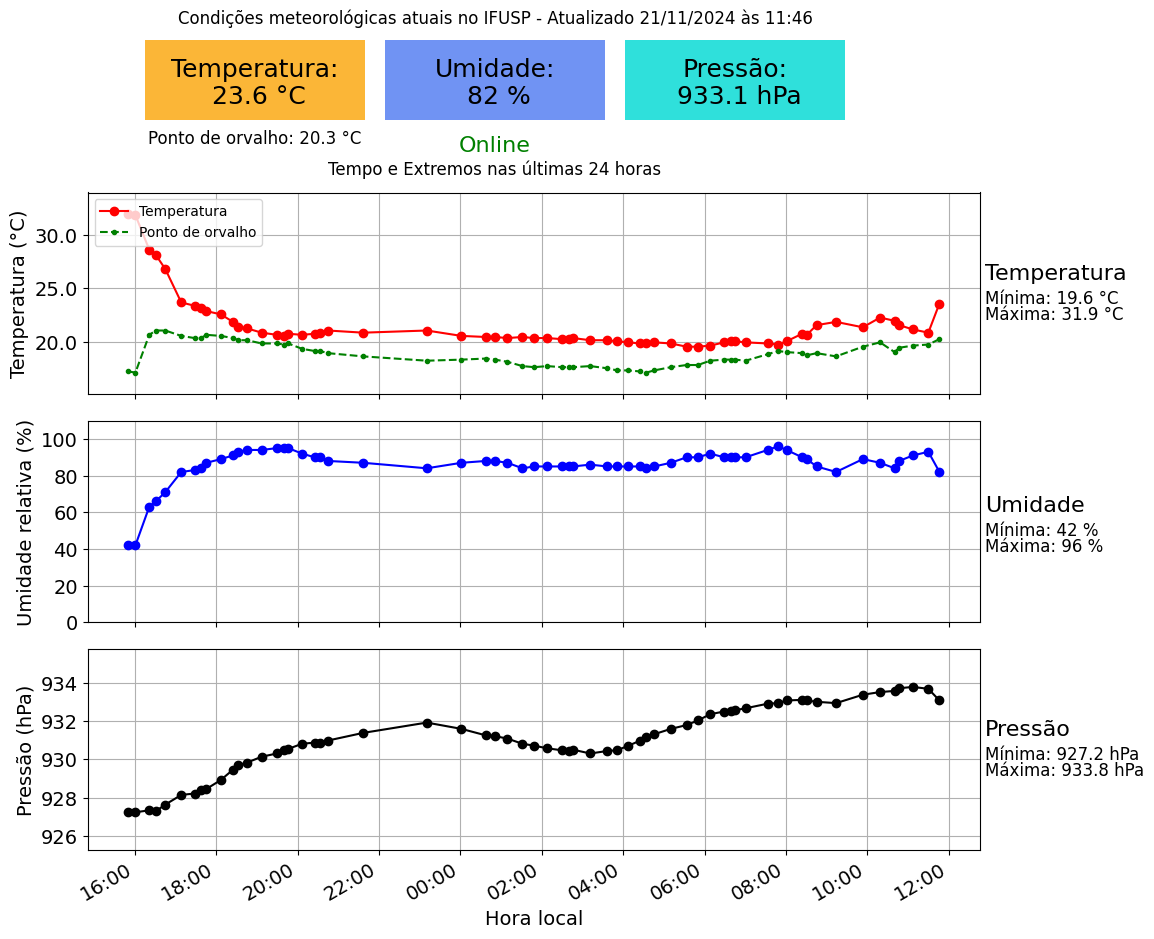 Condições meteorológicas atuais no IFUSP - Atualizado 21/11/2024 às 11:46
Temperatura:
23.6 °C
Umidade:
82 %
Pressão:
933.1 hPa
Ponto de orvalho: 20.3 °C
Online
Tempo e Extremos nas últimas 24 horas
Temperatura (°C)
30.0
25.0
20.0
Temperatura
Ponto de orvalho
Temperatura
Mínima: 19.6 °C
Máxima: 31.9 °C
Umidade relativa (%)
100
80
60
40
20
0
Umidade
Mínima: 42 %
Máxima: 96 %
Pressão (hPa)
934
932
930
928
926
Pressão
Mínima: 927.2 hPa
Máxima: 933.8 hPa
16:00
18:00
20:00
22:00
00:00
02:00
04:00
06:00
08:00
10:00
12:00
Hora local